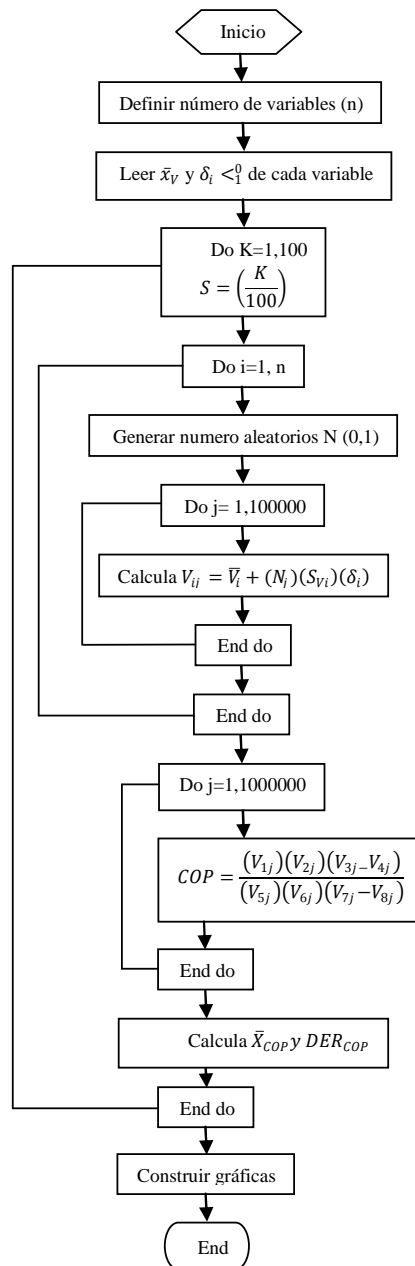 Inicio
Definir número de variables (n)
Leer x̄_V y δ_i <⁰₁ de cada variable
Do K=1,100
S = (K/100)
Do i=1, n
Generar numero aleatorios N (0,1)
Do j= 1,100000
Calcula V_ij = V̄_i + (N_j)(S_Vi)(δ_i)
End do
End do
Do j=1,1000000
COP = (V_1j)(V_2j)(V_3j−V_4j) / (V_5j)(V_6j)(V_7j −V_8j)
End do
Calcula X̄_COP y DER_COP
End do
Construir gráficas
End